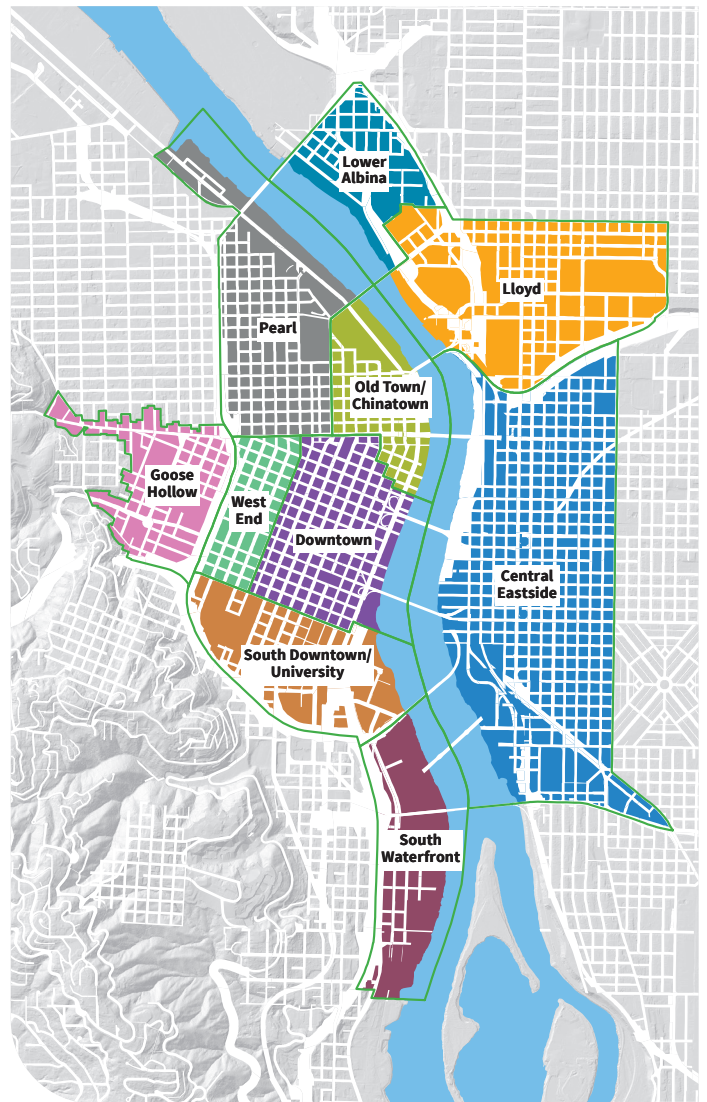 Lower
Albina
Lloyd
Pearl
Old Town/
Chinatown
Goose
Hollow
West
End
Downtown
Central
Eastside
South Downtown/
University
South
Waterfront